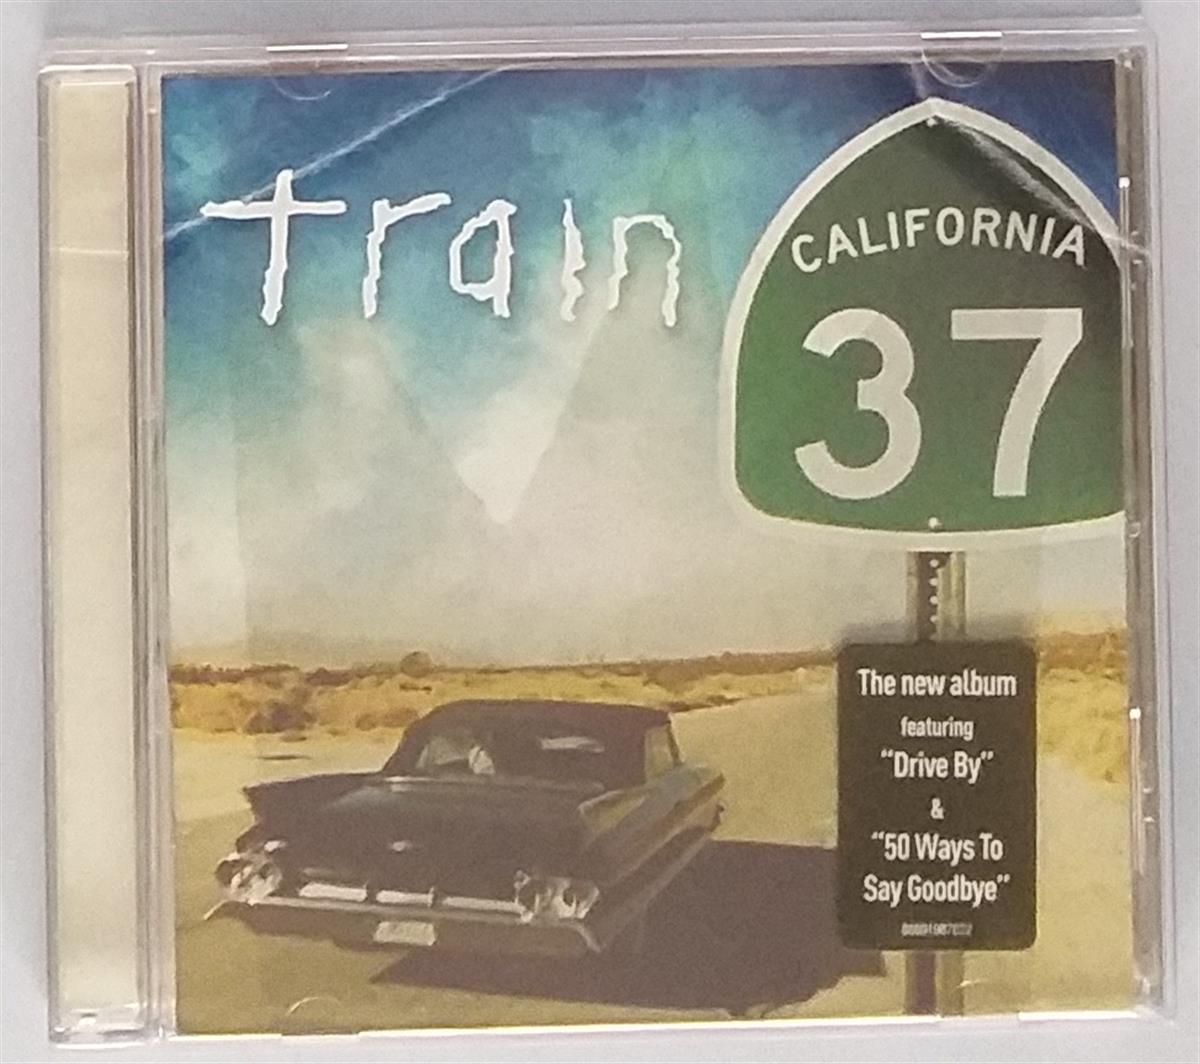 train
CALIFORNIA
37
The new album
featuring
"Drive By"
&
"50 Ways To
Say Goodbye"